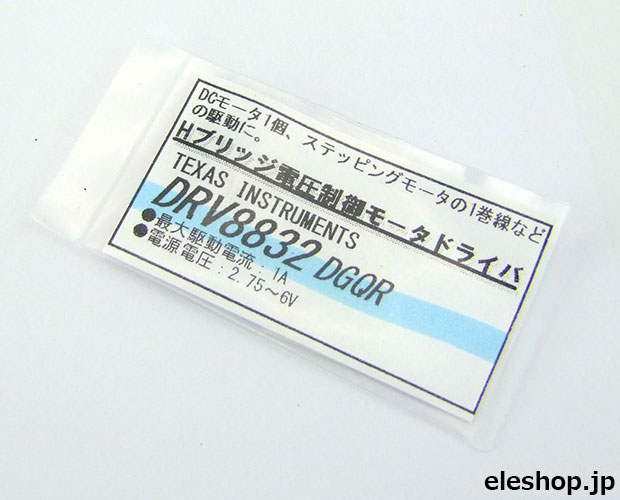 DCモータ1個、ステッピングモータの1巻線など
の駆動に。
Hブリッジ電圧制御モータドライバ
TEXAS INSTRUMENTS
DRV8832DGQR
●最大駆動電流:1A
●電源電圧:2.75～6V
eleshop.jp